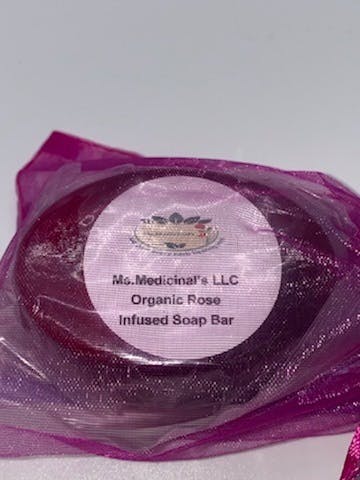 Ms.Medicinal's LLC
Organic Rose
Infused Soap Bar